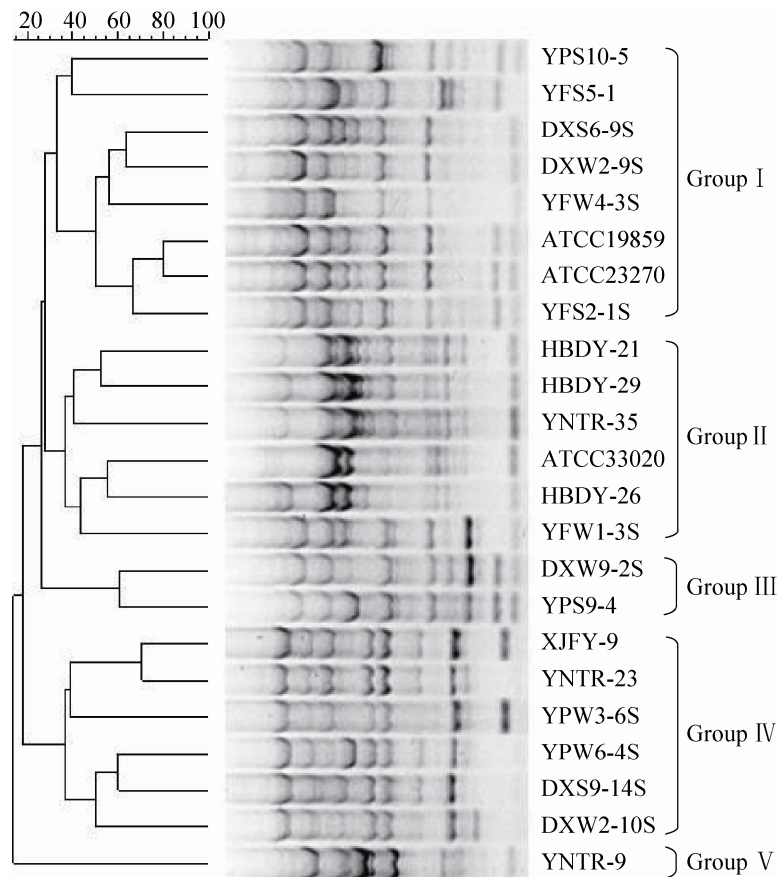 20 40 60 80 100
YPS10-5
YFS5-1
DXS6-9S
DXW2-9S
YFW4-3S
ATCC19859
ATCC23270
YFS2-1S
Group Ⅰ
HBDY-21
HBDY-29
YNTR-35
ATCC33020
HBDY-26
YFW1-3S
Group Ⅱ
DXW9-2S
YPS9-4
Group Ⅲ
XJFY-9
YNTR-23
YPW3-6S
YPW6-4S
DXS9-14S
DXW2-10S
Group Ⅳ
YNTR-9
Group Ⅴ